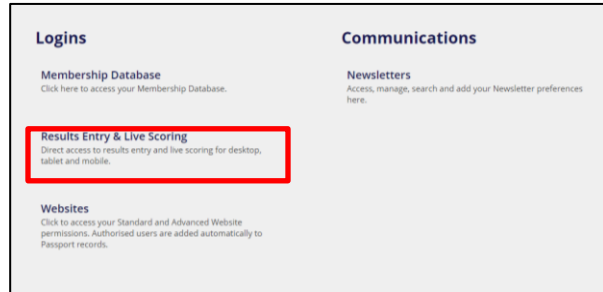 Logins
Membership Database
Click here to access your Membership Database.
Results Entry & Live Scoring
Direct access to results entry and live scoring for desktop,
tablet and mobile.
Websites
Click to access your Standard and Advanced Website
permissions. Authorised users are added automatically to
Passport records.
Communications
Newsletters
Access, manage, search and add your Newsletter preferences
here.